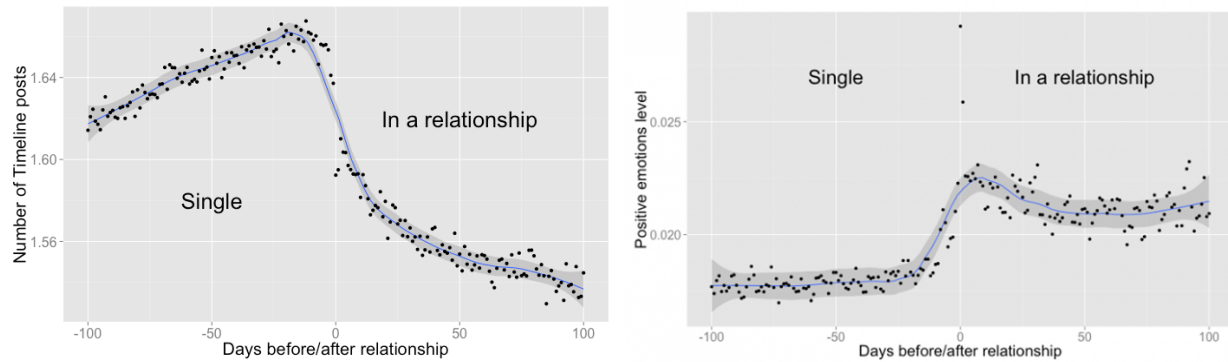 Number of Timeline posts
1.64
1.60
1.56
Single
In a relationship
-100
-50
0
50
100
Days before/after relationship
Positive emotions level
0.025
0.020
Single
In a relationship
-100
-50
0
50
100
Days before/after relationship